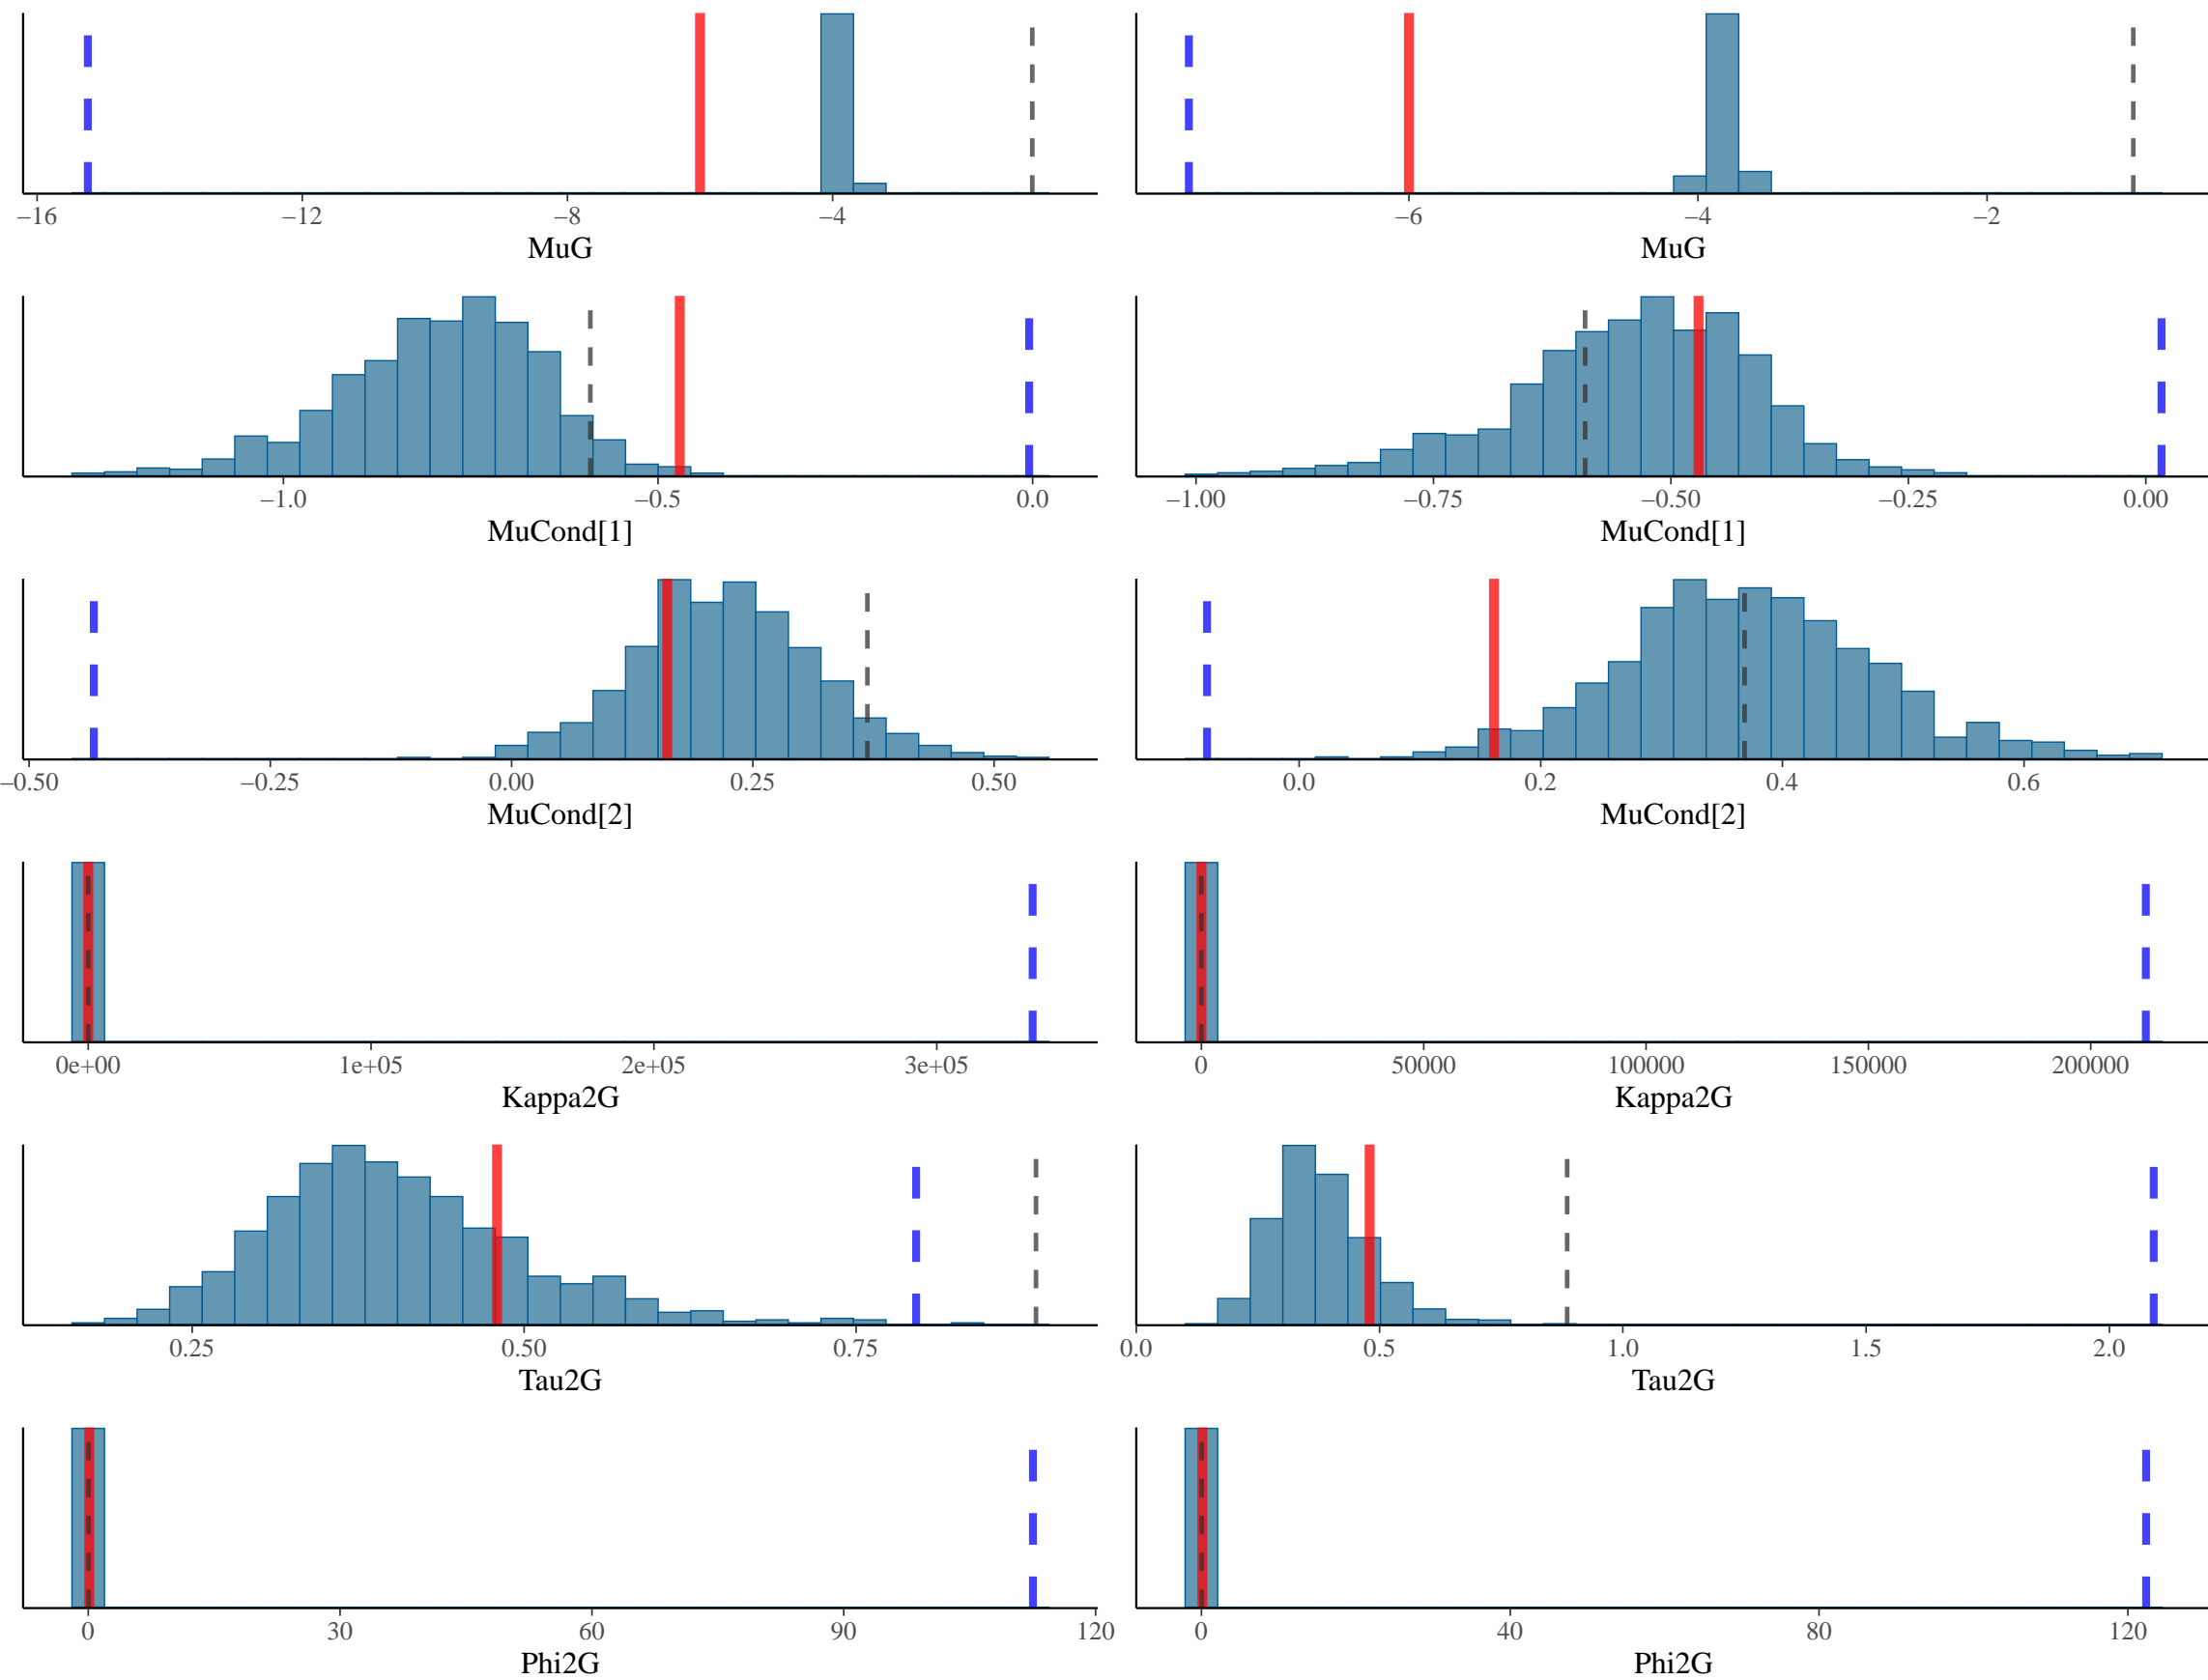 −16 −12 −8 −4 −6 −4 −2
MuG MuG
−1.0 −0.5 0.0 −1.00 −0.75 −0.50 −0.25 0.00
MuCond[1] MuCond[1]
−0.50 −0.25 0.00 0.25 0.50 0.0 0.2 0.4 0.6
MuCond[2] MuCond[2]
0e+00 1e+05 2e+05 3e+05 0 50000 100000 150000 200000
Kappa2G Kappa2G
0.25 0.50 0.75 0.0 0.5 1.0 1.5 2.0
Tau2G Tau2G
0 30 60 90 120 0 40 80 120
Phi2G Phi2G